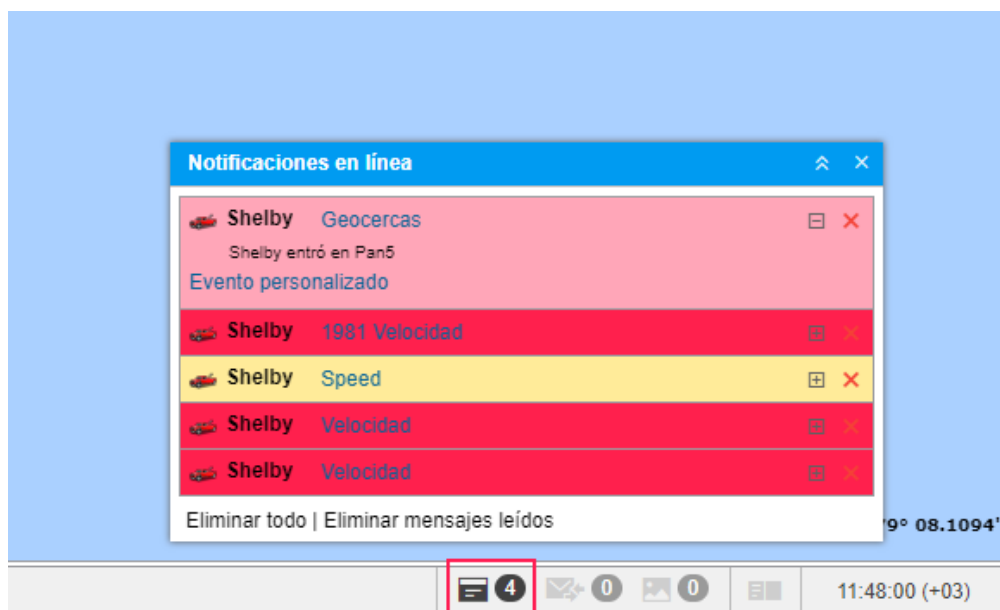 Notificaciones en línea
Shelby Geocercas
Shelby entró en Pan5
Evento personalizado
Shelby 1981 Velocidad
Shelby Speed
Shelby Velocidad
Shelby Velocidad
Eliminar todo | Eliminar mensajes leídos
9° 08.1094'
4 0 0 11:48:00 (+03)